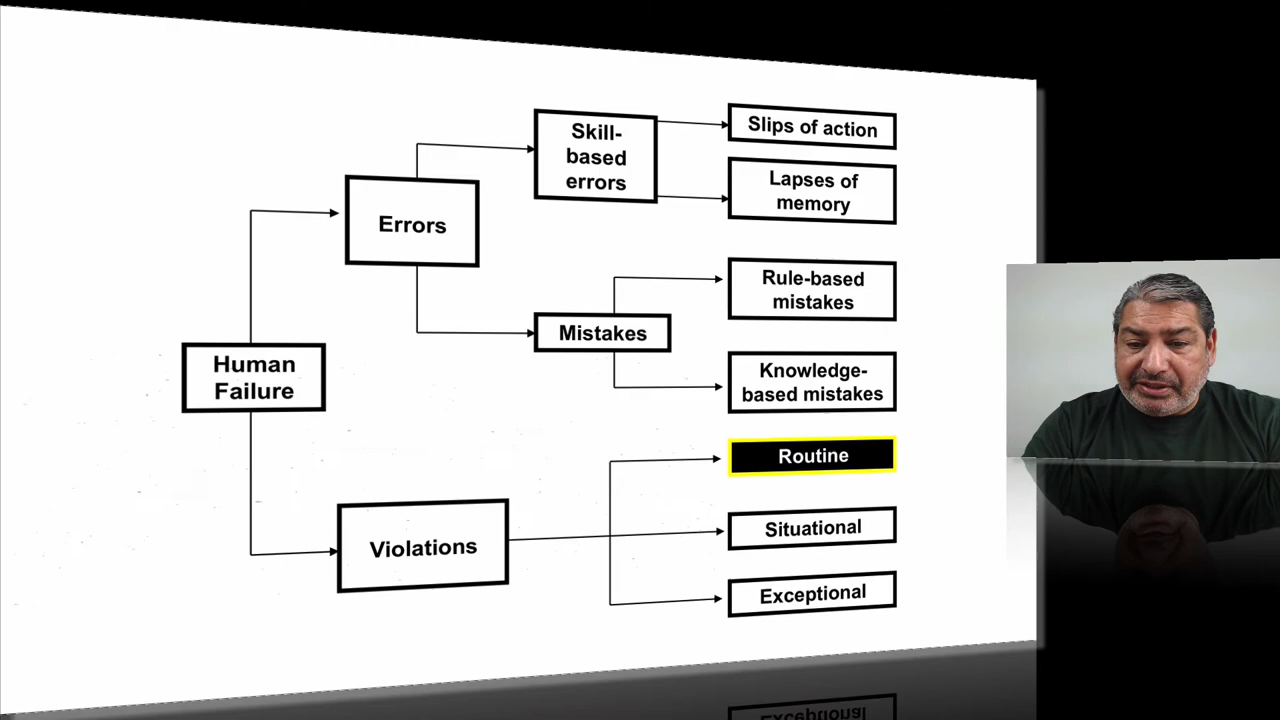 Skill-
based
errors
Slips of action
Lapses of
memory
Errors
Rule-based
mistakes
Mistakes
Human
Failure
Knowledge-
based mistakes
Routine
Violations
Situational
Exceptional
Exceptional